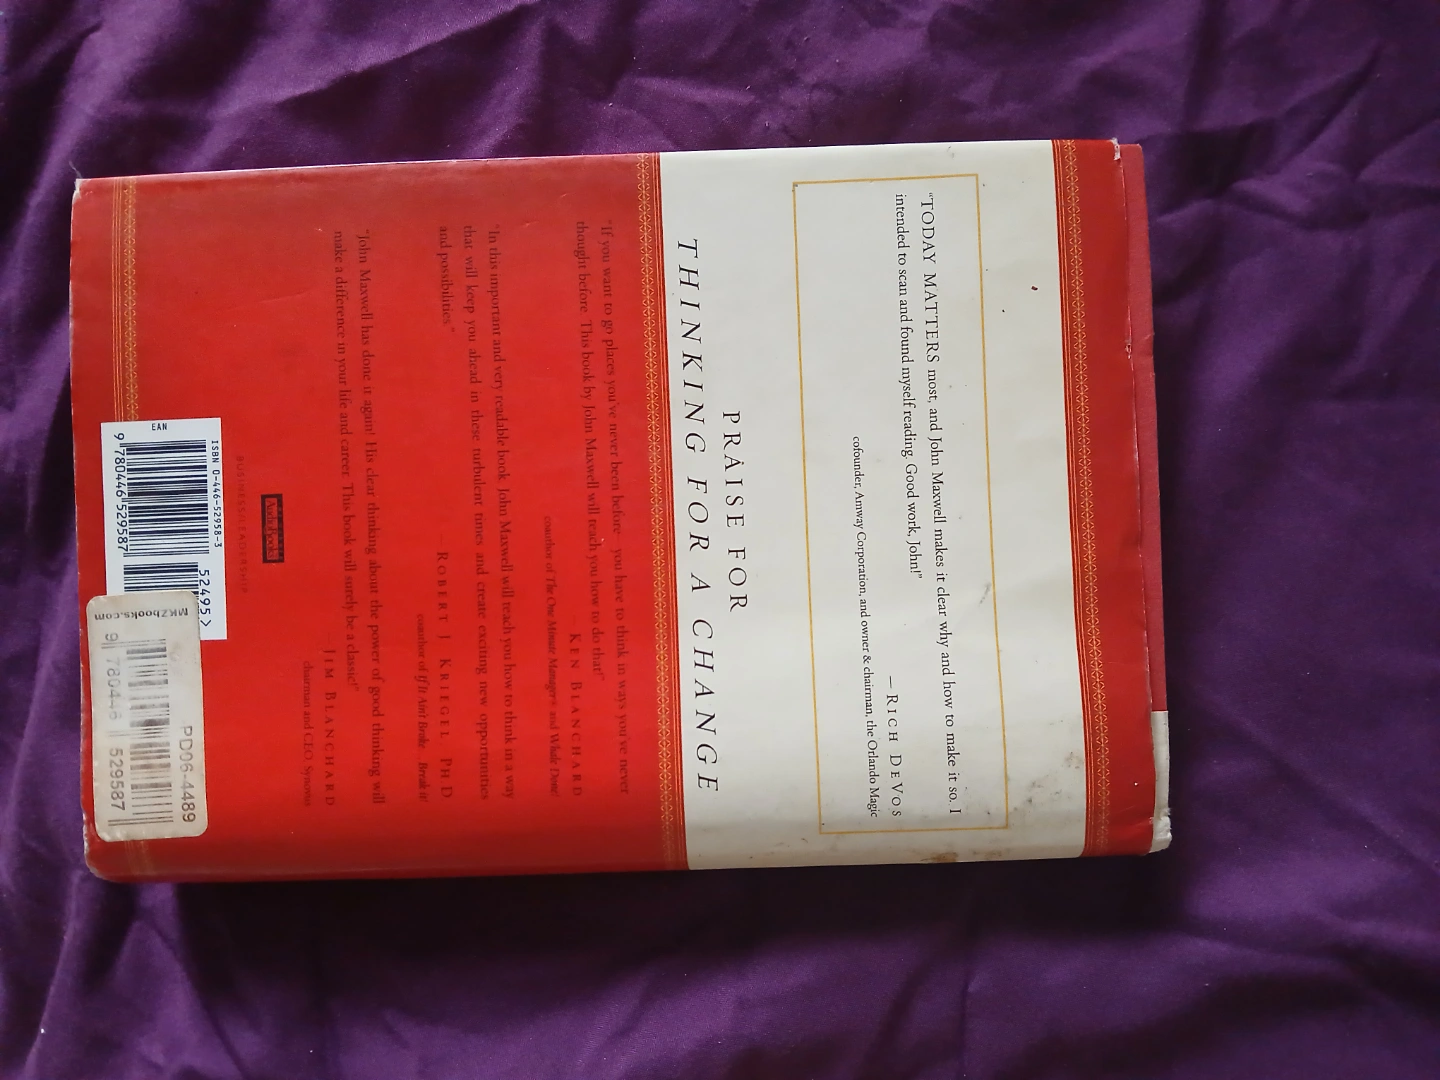 "TODAY MATTERS most, and John Maxwell makes it clear why and how to make it so. I
intended to scan and found myself reading. Good work, John!"
—RICH DEVOS
cofounder, Amway Corporation, and owner & chairman, the Orlando Magic
PRAISE FOR
THINKING FOR A CHANGE
"If you want to go places you've never been before—you have to think in ways you've never
thought before. This book by John Maxwell will teach you how to do that!"
—KEN BLANCHARD
coauthor of The One Minute Manager® and Whale Done!
"In this important and very readable book, John Maxwell will teach you how to think in a way
that will keep you ahead in these turbulent times and create exciting new opportunities
and possibilities."
—ROBERT J. KRIEGEL, PH.D
coauthor of If It Ain't Broke...Break it!
"John Maxwell has done it again! His clear thinking about the power of good thinking will
make a difference in your life and career. This book will surely be a classic!"
—JIM BLANCHARD
chairman and CEO, Synovus
AudioBooks
BUSINESS/LEADERSHIP
ISBN 0-446-52958-3
52495>
EAN
9 780446 529587
PD06-4489
9 780446 529587
MKZbooks.com